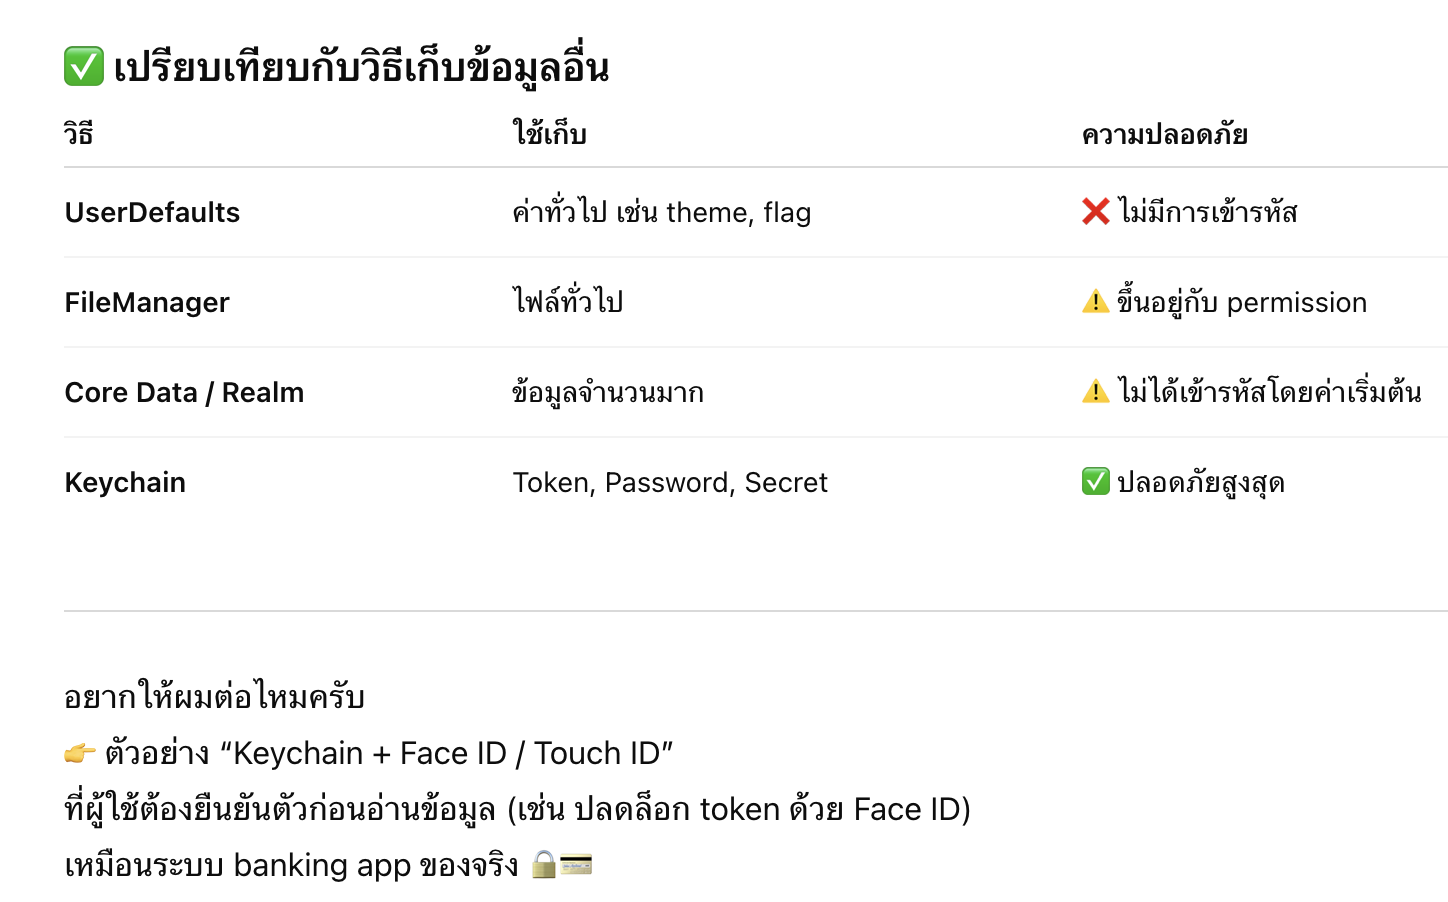 ✅ เปรียบเทียบกับวิธีเก็บข้อมูลอื่น
วิธี ใช้เก็บ ความปลอดภัย
UserDefaults ค่าทั่วไป เช่น theme, flag ❌ ไม่มีการเข้ารหัส
FileManager ไฟล์ทั่วไป ⚠️ ขึ้นอยู่กับ permission
Core Data / Realm ข้อมูลจำนวนมาก ⚠️ ไม่ได้เข้ารหัสโดยค่าเริ่มต้น
Keychain Token, Password, Secret ✅ ปลอดภัยสูงสุด
อยากให้ผมต่อไหมครับ
👉 ตัวอย่าง “Keychain + Face ID / Touch ID”
ที่ผู้ใช้ต้องยืนยันตัวก่อนอ่านข้อมูล (เช่น ปลดล็อก token ด้วย Face ID)
เหมือนระบบ banking app ของจริง 🔒💳